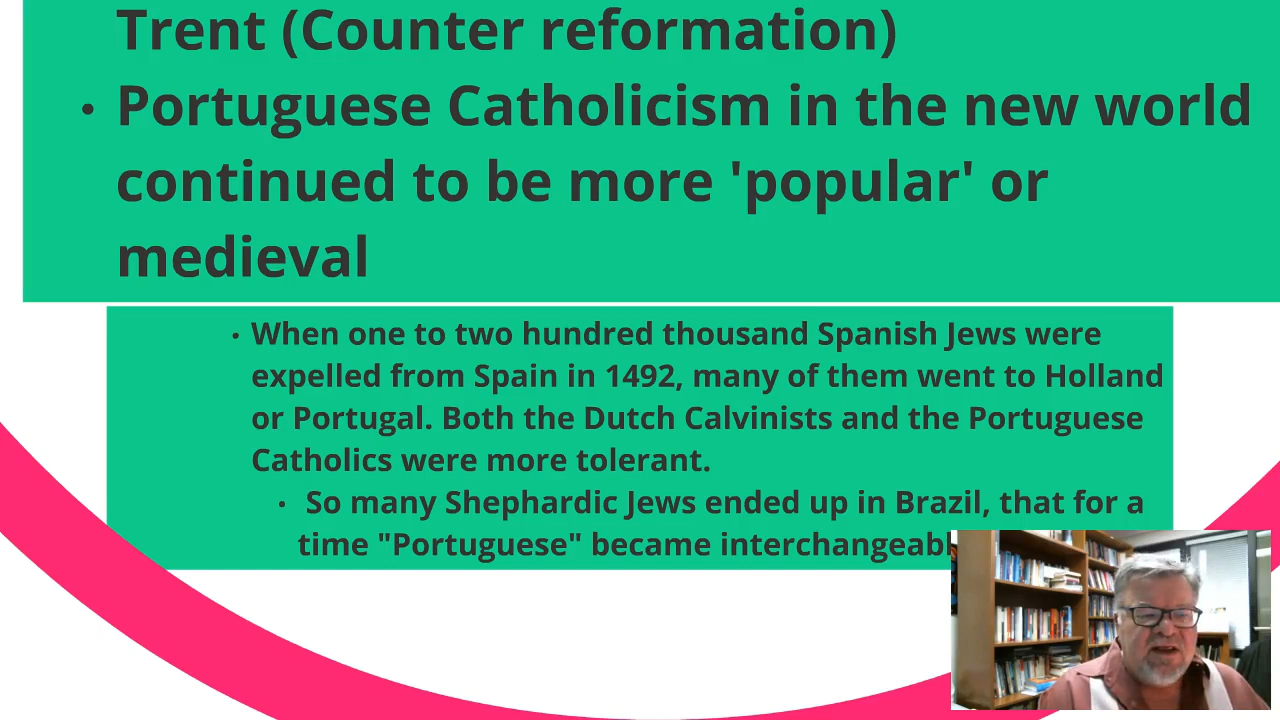 Trent (Counter reformation)
• Portuguese Catholicism in the new world
continued to be more 'popular' or
medieval
• When one to two hundred thousand Spanish Jews were
expelled from Spain in 1492, many of them went to Holland
or Portugal. Both the Dutch Calvinists and the Portuguese
Catholics were more tolerant.
• So many Shephardic Jews ended up in Brazil, that for a
time "Portuguese" became